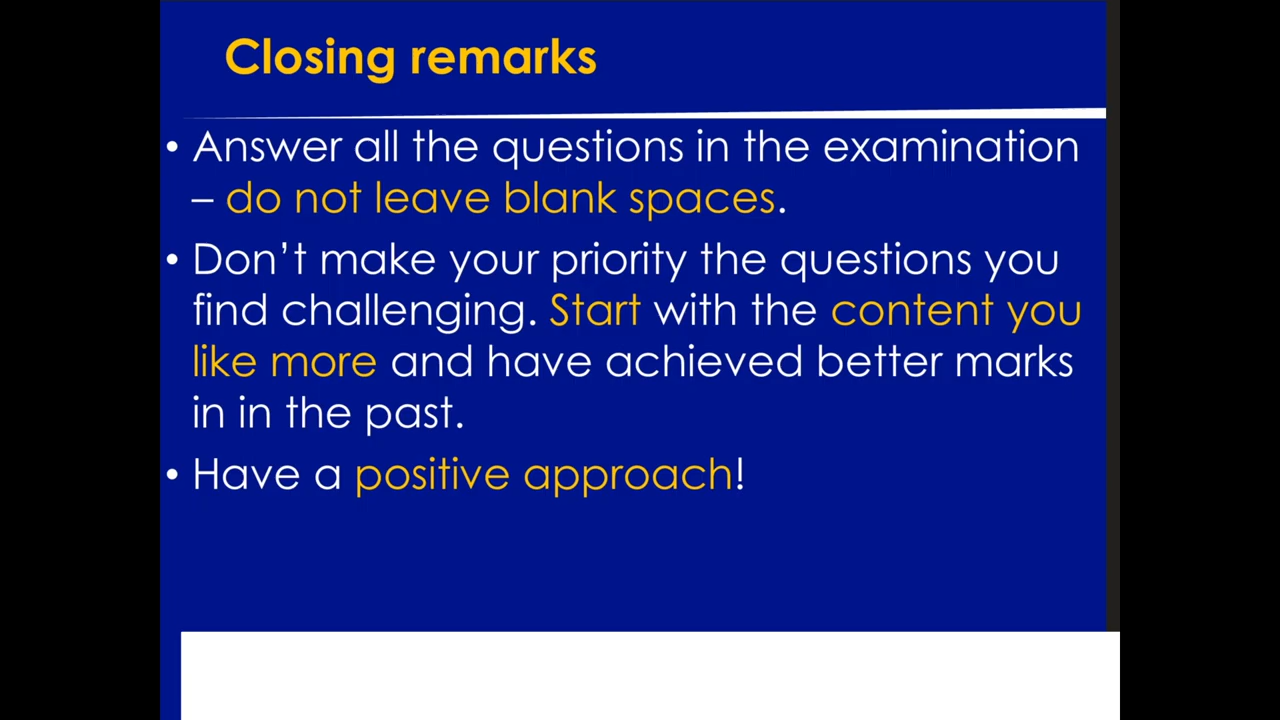 Closing remarks
• Answer all the questions in the examination
– do not leave blank spaces.
• Don’t make your priority the questions you
find challenging. Start with the content you
like more and have achieved better marks
in in the past.
• Have a positive approach!